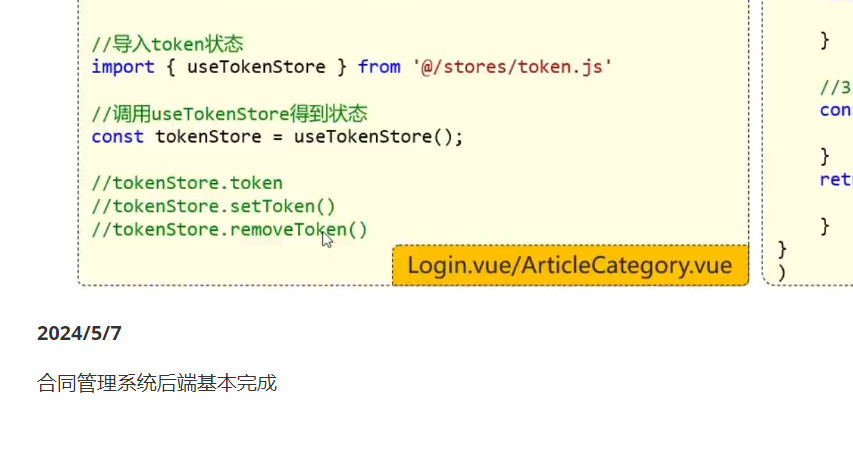 //导入token状态
import { useTokenStore } from '@/stores/token.js'
//调用useTokenStore得到状态
const tokenStore = useTokenStore();
//tokenStore.token
//tokenStore.setToken()
//tokenStore.removeToken()
Login.vue/ArticleCategory.vue
}
//3
con
}
ret
}
}
)
2024/5/7
合同管理系统后端基本完成